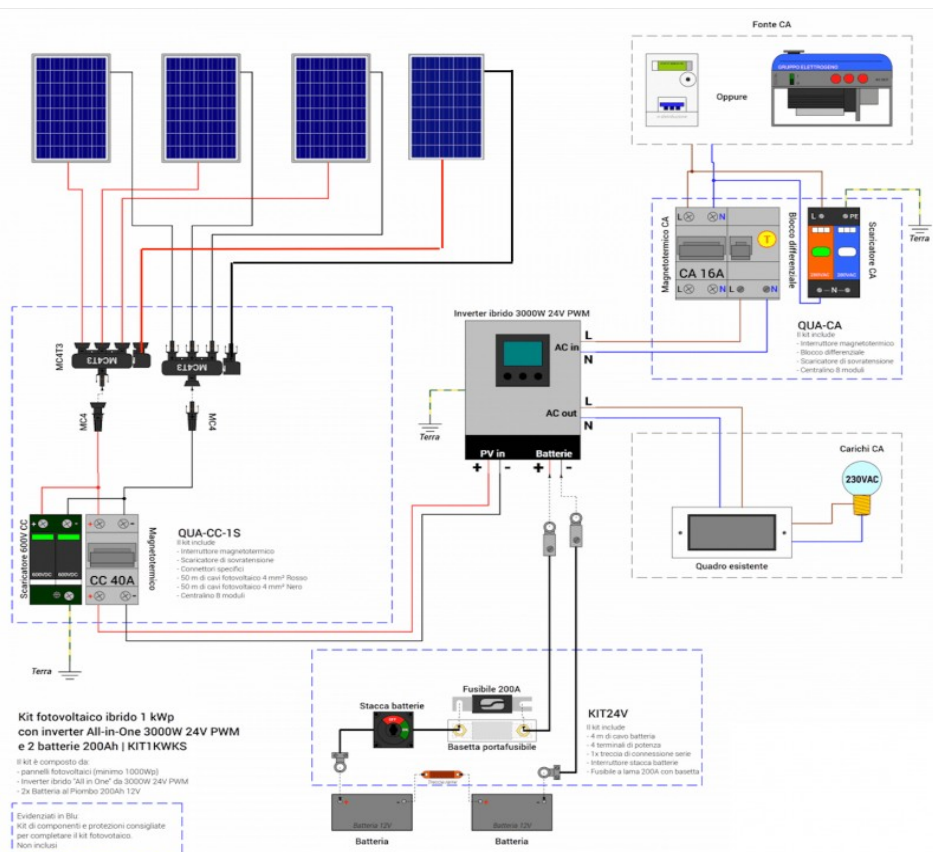 Fonte CA
GRUPPO ELETTROGENO
Oppure
L N
Magnetotermico CA
CA 16A
T
Blocco differenziale
L N L N
L PE
Scaricatore CA
N
Terra
QUA-CA
Il kit include
- Interruttore magnetotermico
- Blocco differenziale
- Scaricatore di sovratensione
- Centralino 8 moduli
MC4T3
MC4T3
MC4T3
MC4
MC4
Inverter ibrido 3000W 24V PWM
AC in
L
N
AC out
L
N
Terra
PV in
Batterie
+ - + -
Carichi CA
230VAC
Quadro esistente
Scaricatore 600V CC
600VDC 600VDC
+ - + -
CC 40A
+ -
Magnetotermico
QUA-CC-1S
Il kit include
- Interruttore magnetotermico
- Scaricatore di sovratensione
- Connettori specifici
- 50 m di cavi fotovoltaico 4 mm² Rosso
- 50 m di cavi fotovoltaico 4 mm² Nero
- Centralino 8 moduli
Terra
Stacca batterie
Fusibile 200A
Basetta portafusibile
KIT24V
Il kit include
- 4 m di cavo batteria
- 4 terminali di potenza
- 1x treccia di connessione serie
- Interruttore stacca batterie
- Fusibile a lama 200A con basetta
Batteria 12V
Batteria 12V
Batteria
Batteria
Kit fotovoltaico ibrido 1 kWp
con inverter All-in-One 3000W 24V PWM
e 2 batterie 200Ah | KIT1KWKS
Il kit è composto da:
- pannelli fotovoltaici (minimo 1000Wp)
- Inverter ibrido "All in One" da 3000W 24V PWM
- 2x Batteria al Piombo 200Ah 12V
Evidenziati in Blu
Kit di componenti e protezioni consigliate
per completare il kit fotovotaico.
Non inclusi